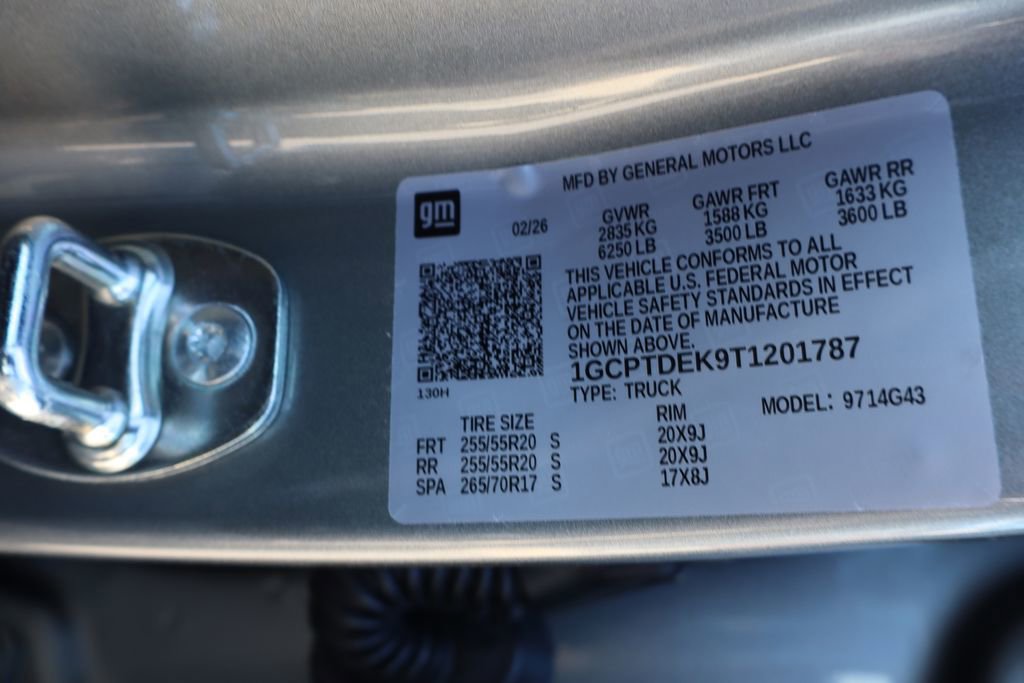 MFD BY GENERAL MOTORS LLC
gm
02/26
GVWR GAWR FRT GAWR RR
2835 KG 1588 KG 1633 KG
6250 LB 3500 LB 3600 LB
THIS VEHICLE CONFORMS TO ALL
APPLICABLE U.S. FEDERAL MOTOR
VEHICLE SAFETY STANDARDS IN EFFECT
ON THE DATE OF MANUFACTURE
SHOWN ABOVE.
1GCPTDEK9T1201787
130H
TYPE: TRUCK
MODEL: 9714G43
TIRE SIZE RIM
FRT 255/55R20 S 20X9J
RR 255/55R20 S 20X9J
SPA 265/70R17 S 17X8J